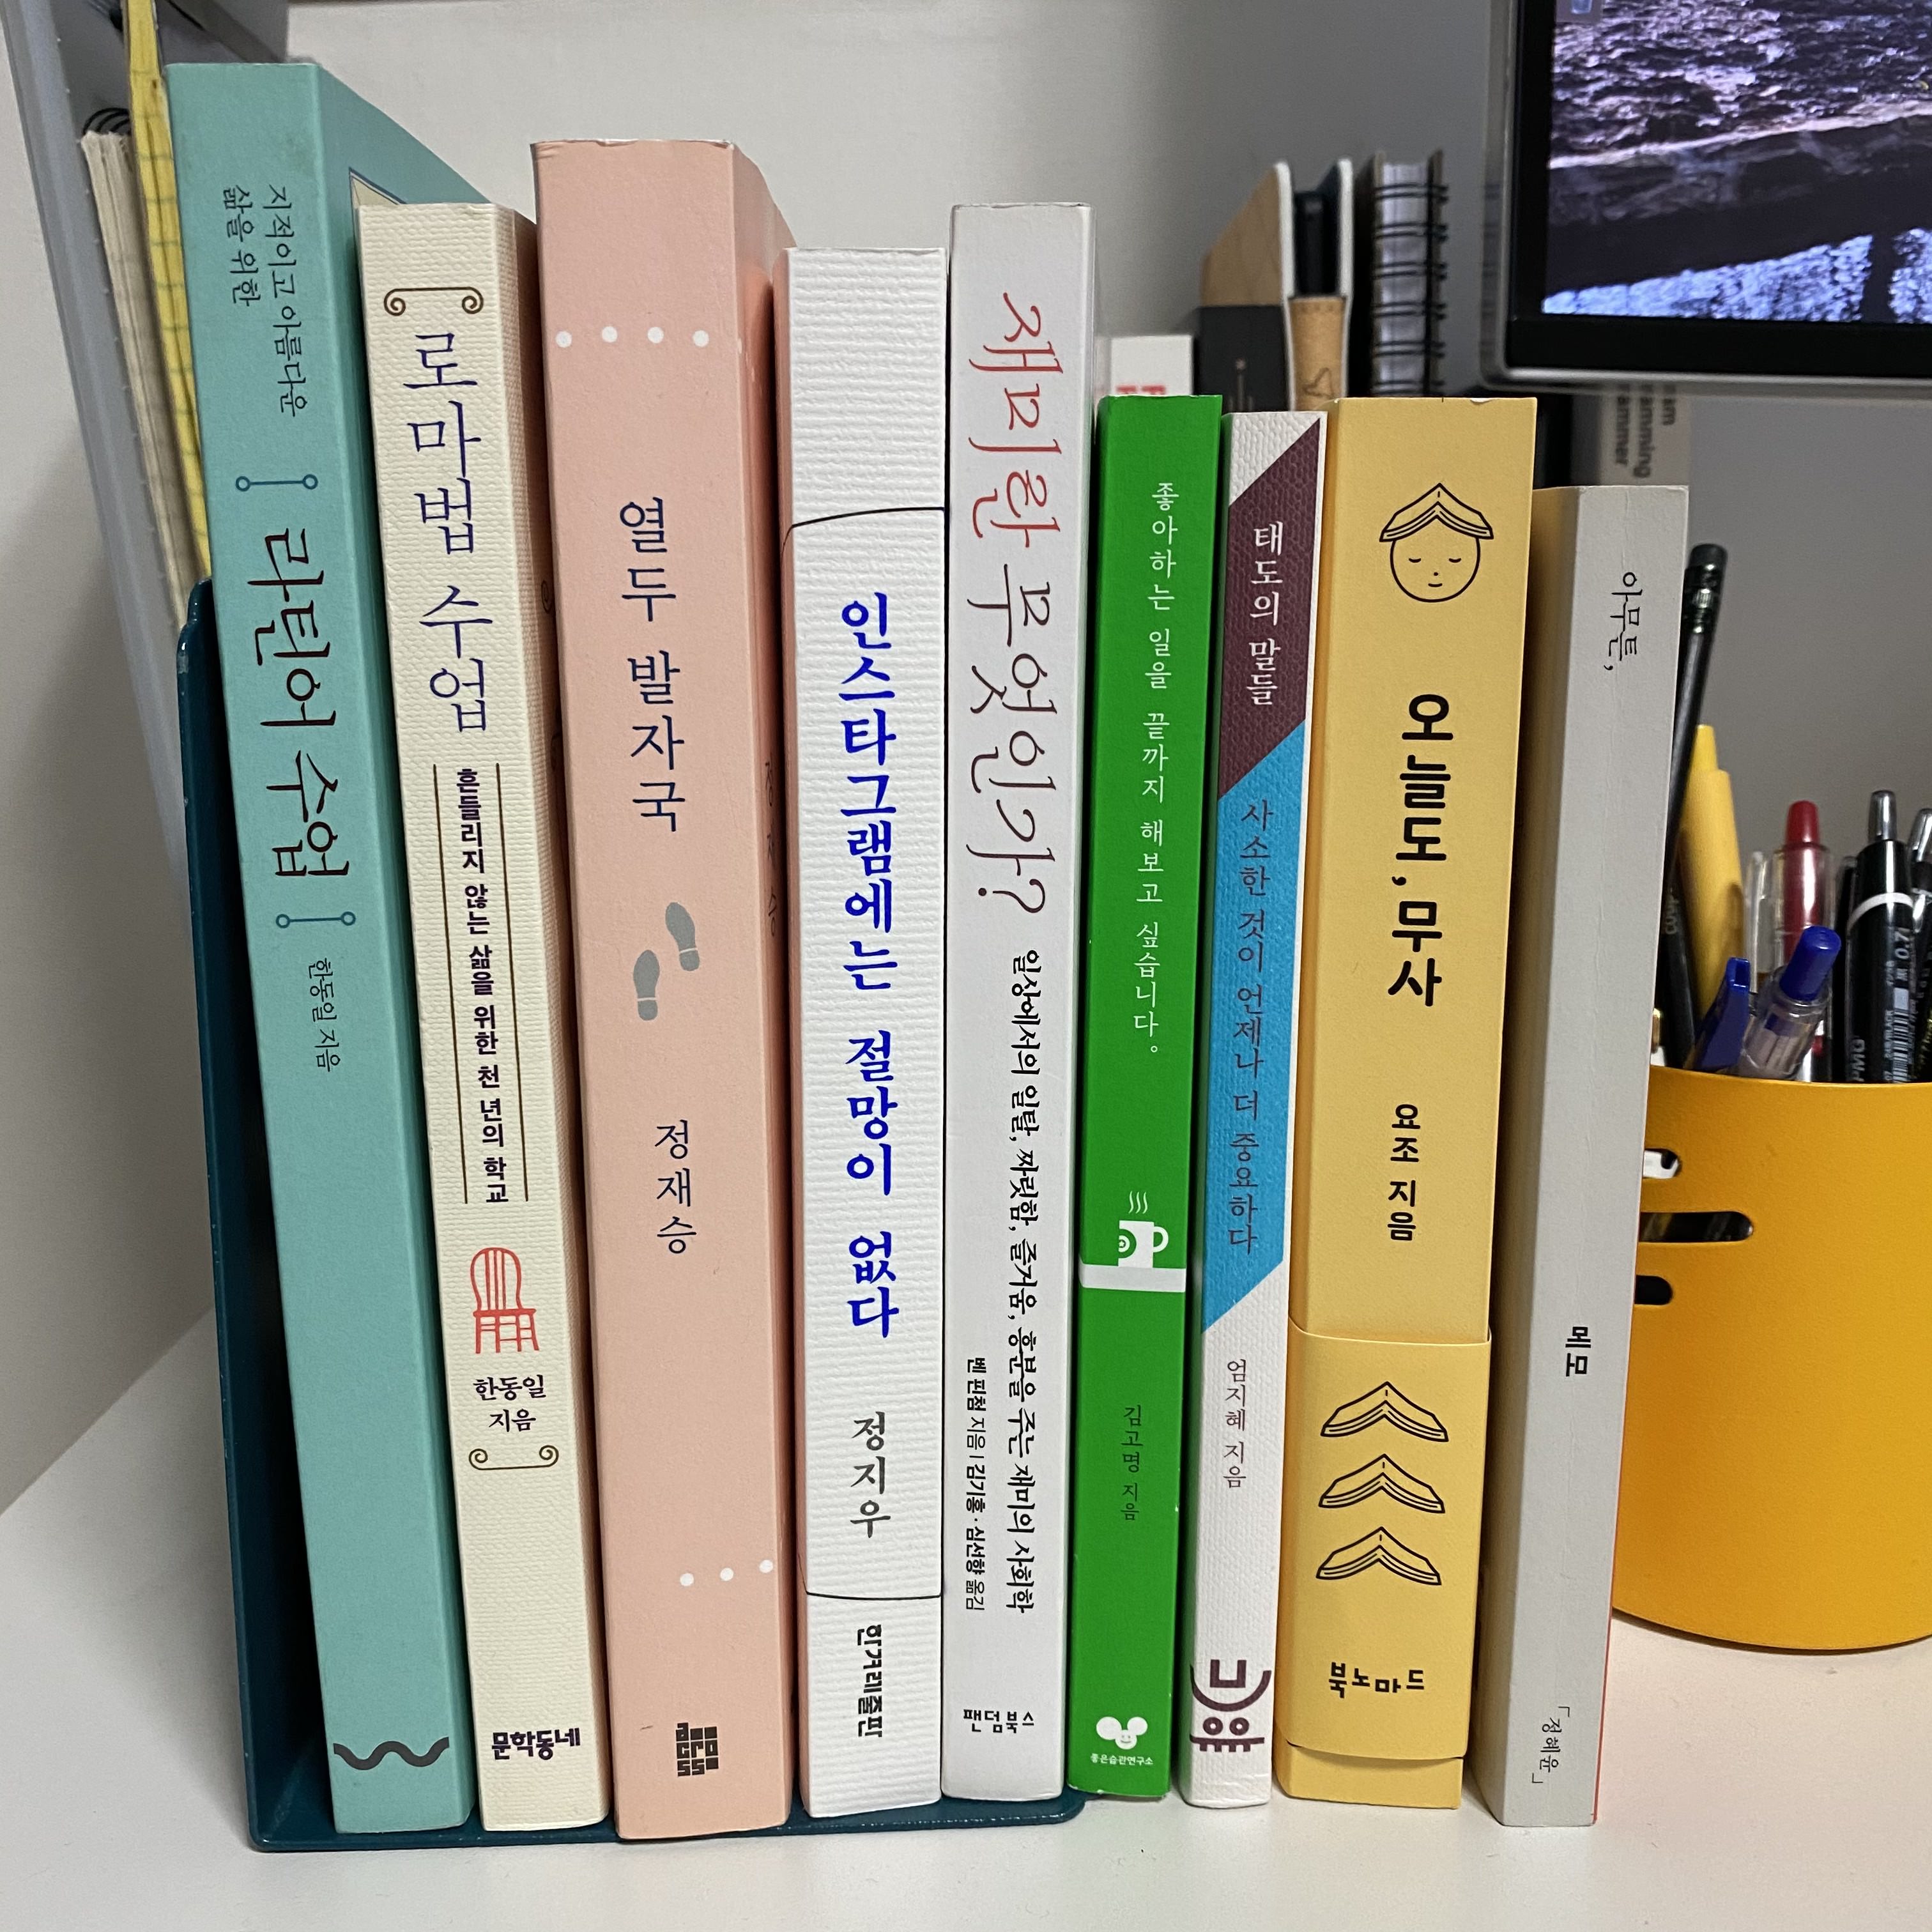 지적이고 아름다운
삶을 위한
라틴어 수업
한동일 지음
로마법 수업
흔들리지 않는 삶을 위한 천 년의 학교
한동일
지음
문학동네
열두 발자국
정재승
인스타그램에는 절망이 없다
정지우
한겨레출판
재미란 무엇인가?
일상에서의 일탈, 짜릿함, 즐거움, 흥분을 주는 재미의 사회학
벤 핀첨 지음 | 김기홍 · 심선향 옮김
팬덤북스
좋아하는 일을 끝까지 해보고 싶습니다。
김고명 지음
좋은습관연구소
태도의 말들
사소한 것이 언제나 더 중요하다
엄지혜 지음
오늘도, 무사
요조 지음
북노마드
아무튼,
메모
「정혜윤」
0.7